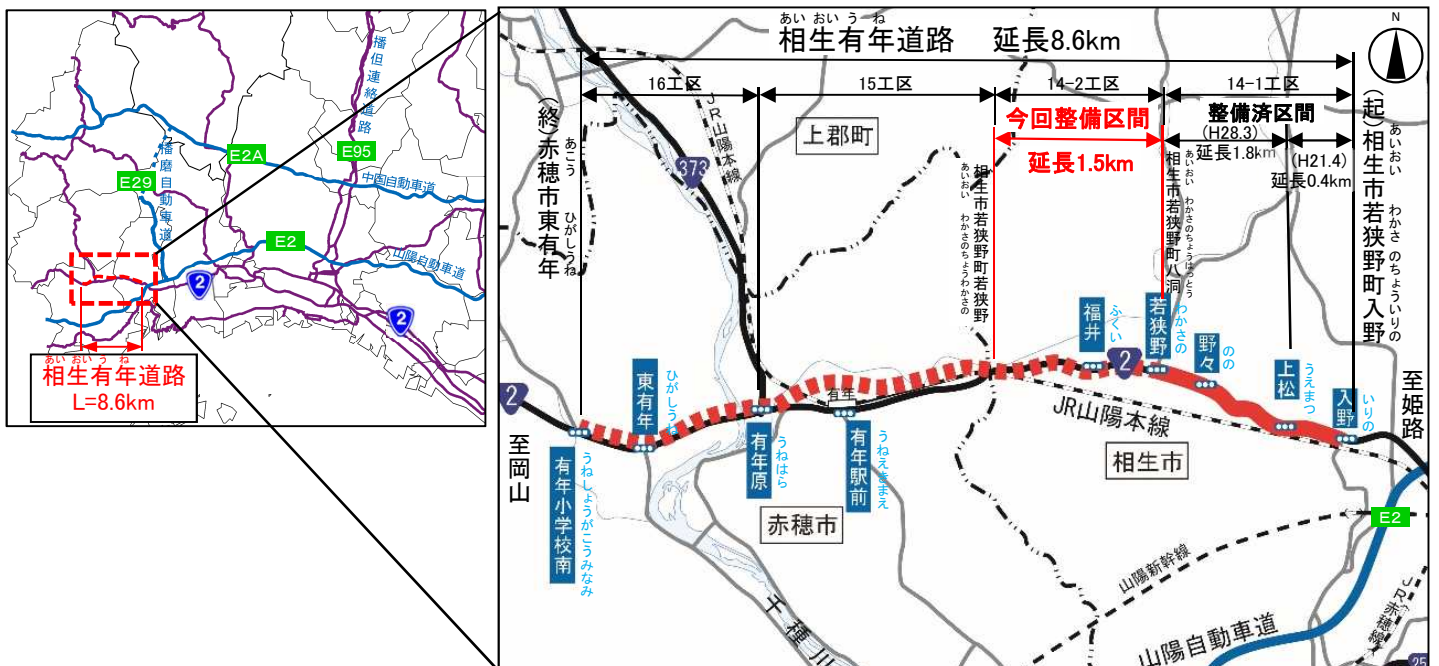 播但連絡道路
E2A
E95
播磨自動車道
E29
中国自動車道
E2
山陽自動車道
2
2
あい おい う ね
相生有年道路
L=8.6km
あい おい う ね
相生有年道路 延長8.6km
N
16工区
15工区
14-2工区
14-1工区
(終)赤穂市東有年
あこう ひがしうね
JR山陽本線
373
上郡町
今回整備区間
延長1.5km
整備済区間
(H28.3)
延長1.8km
(H21.4)
延長0.4km
(起)相生市若狭野町入野
あいおい わかさ のちょういりの
相生市若狭野町若狭野
あいおい わかさのちょうわかさの
相生市若狭野町八洞
あいおい わかさのちょうはっとう
福井
ふくい
2
若狭野
わかさの
野々
のの
上松
うえまつ
入野
いりの
至姫路
2
至岡山
東有年
ひがしうね
有年小学校南
うねしょうがこうみなみ
有年原
うねはら
有年
有年駅前
うねえきまえ
JR山陽本線
相生市
赤穂市
E2
山陽新幹線
千種川
山陽自動車道
JR赤穂線
25